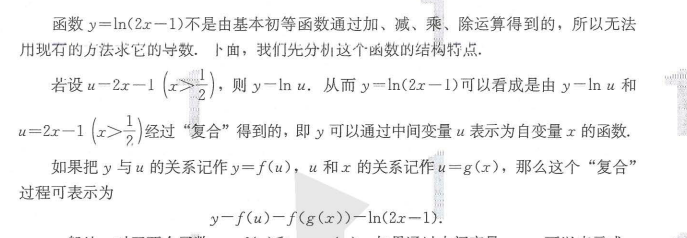 函数 y=ln(2x-1)不是由基本初等函数通过加、减、乘、除运算得到的，所以无法
用现有的方法求它的导数. 下面，我们先分析这个函数的结构特点.
若设 u=2x-1 (x>1/2)，则 y=ln u. 从而 y=ln(2x-1)可以看成是由 y=ln u 和
u=2x-1 (x>1/2)经过“复合”得到的，即 y 可以通过中间变量 u 表示为自变量 x 的函数.
如果把 y 与 u 的关系记作 y=f(u)，u 和 x 的关系记作 u=g(x)，那么这个“复合”
过程可表示为
y=f(u)=f(g(x))=ln(2x-1).